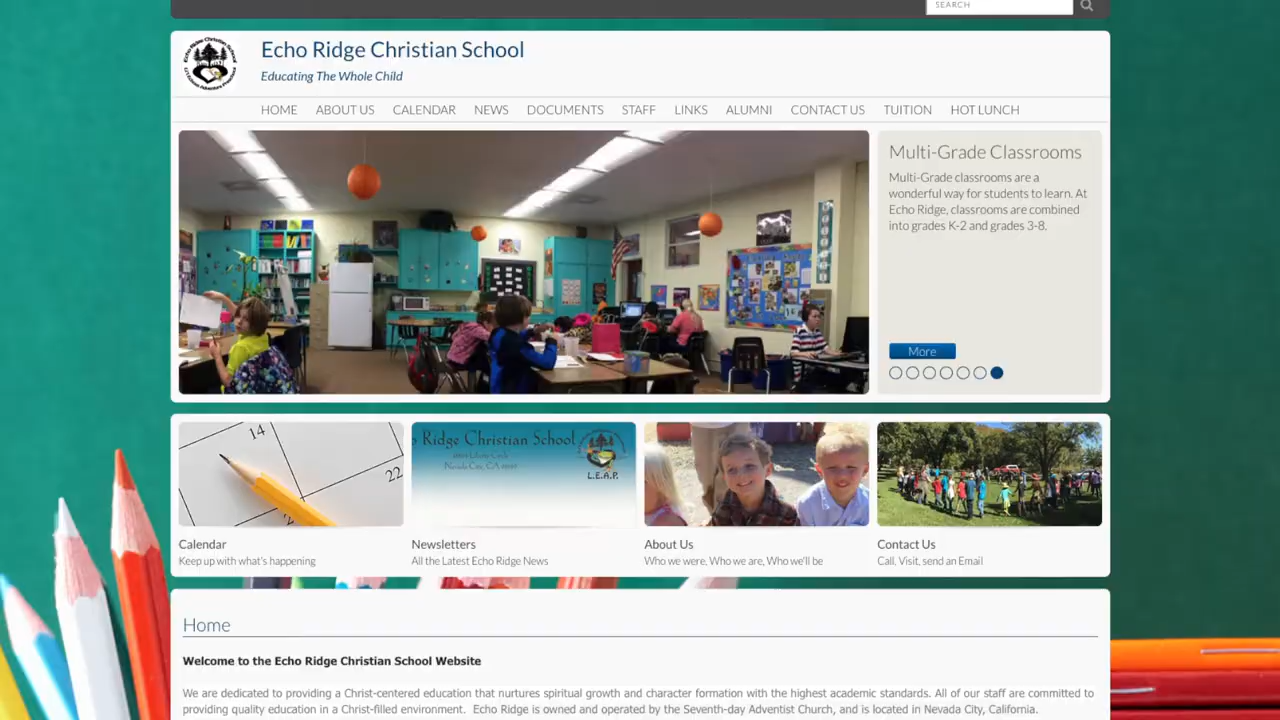 SEARCH
Echo Ridge Christian School
Educating The Whole Child
HOME ABOUT US CALENDAR NEWS DOCUMENTS STAFF LINKS ALUMNI CONTACT US TUITION HOT LUNCH
Multi-Grade Classrooms
Multi-Grade classrooms are a
wonderful way for students to learn. At
Echo Ridge, classrooms are combined
into grades K-2 and grades 3-8.
More
14
22
Ridge Christian School
Nevada City, CA
L.E.A.P.
Calendar
Keep up with what's happening
Newsletters
All the Latest Echo Ridge News
About Us
Who we were, Who we are, Who we'll be
Contact Us
Call, Visit, send an Email
Home
Welcome to the Echo Ridge Christian School Website
We are dedicated to providing a Christ-centered education that nurtures spiritual growth and character formation with the highest academic standards. All of our staff are committed to
providing quality education in a Christ-filled environment. Echo Ridge is owned and operated by the Seventh-day Adventist Church, and is located in Nevada City, California.